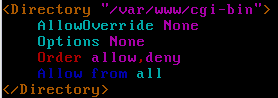 <Directory "/var/www/cgi-bin">
AllowOverride None
Options None
Order allow,deny
Allow from all
</Directory>